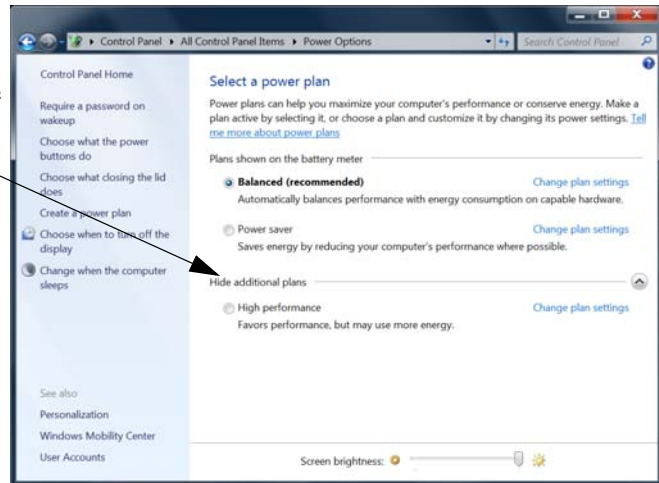 Control Panel ▸ All Control Panel Items ▸ Power Options
Search Control Panel
Control Panel Home
Require a password on
wakeup
Choose what the power
buttons do
Choose what closing the lid
does
Create a power plan
Choose when to turn off the
display
Change when the computer
sleeps
See also
Personalization
Windows Mobility Center
User Accounts
Select a power plan
Power plans can help you maximize your computer's performance or conserve energy. Make a
plan active by selecting it, or choose a plan and customize it by changing its power settings. Tell
me more about power plans
Plans shown on the battery meter
Balanced (recommended) Change plan settings
Automatically balances performance with energy consumption on capable hardware.
Power saver Change plan settings
Saves energy by reducing your computer's performance where possible.
Hide additional plans
High performance Change plan settings
Favors performance, but may use more energy.
Screen brightness: